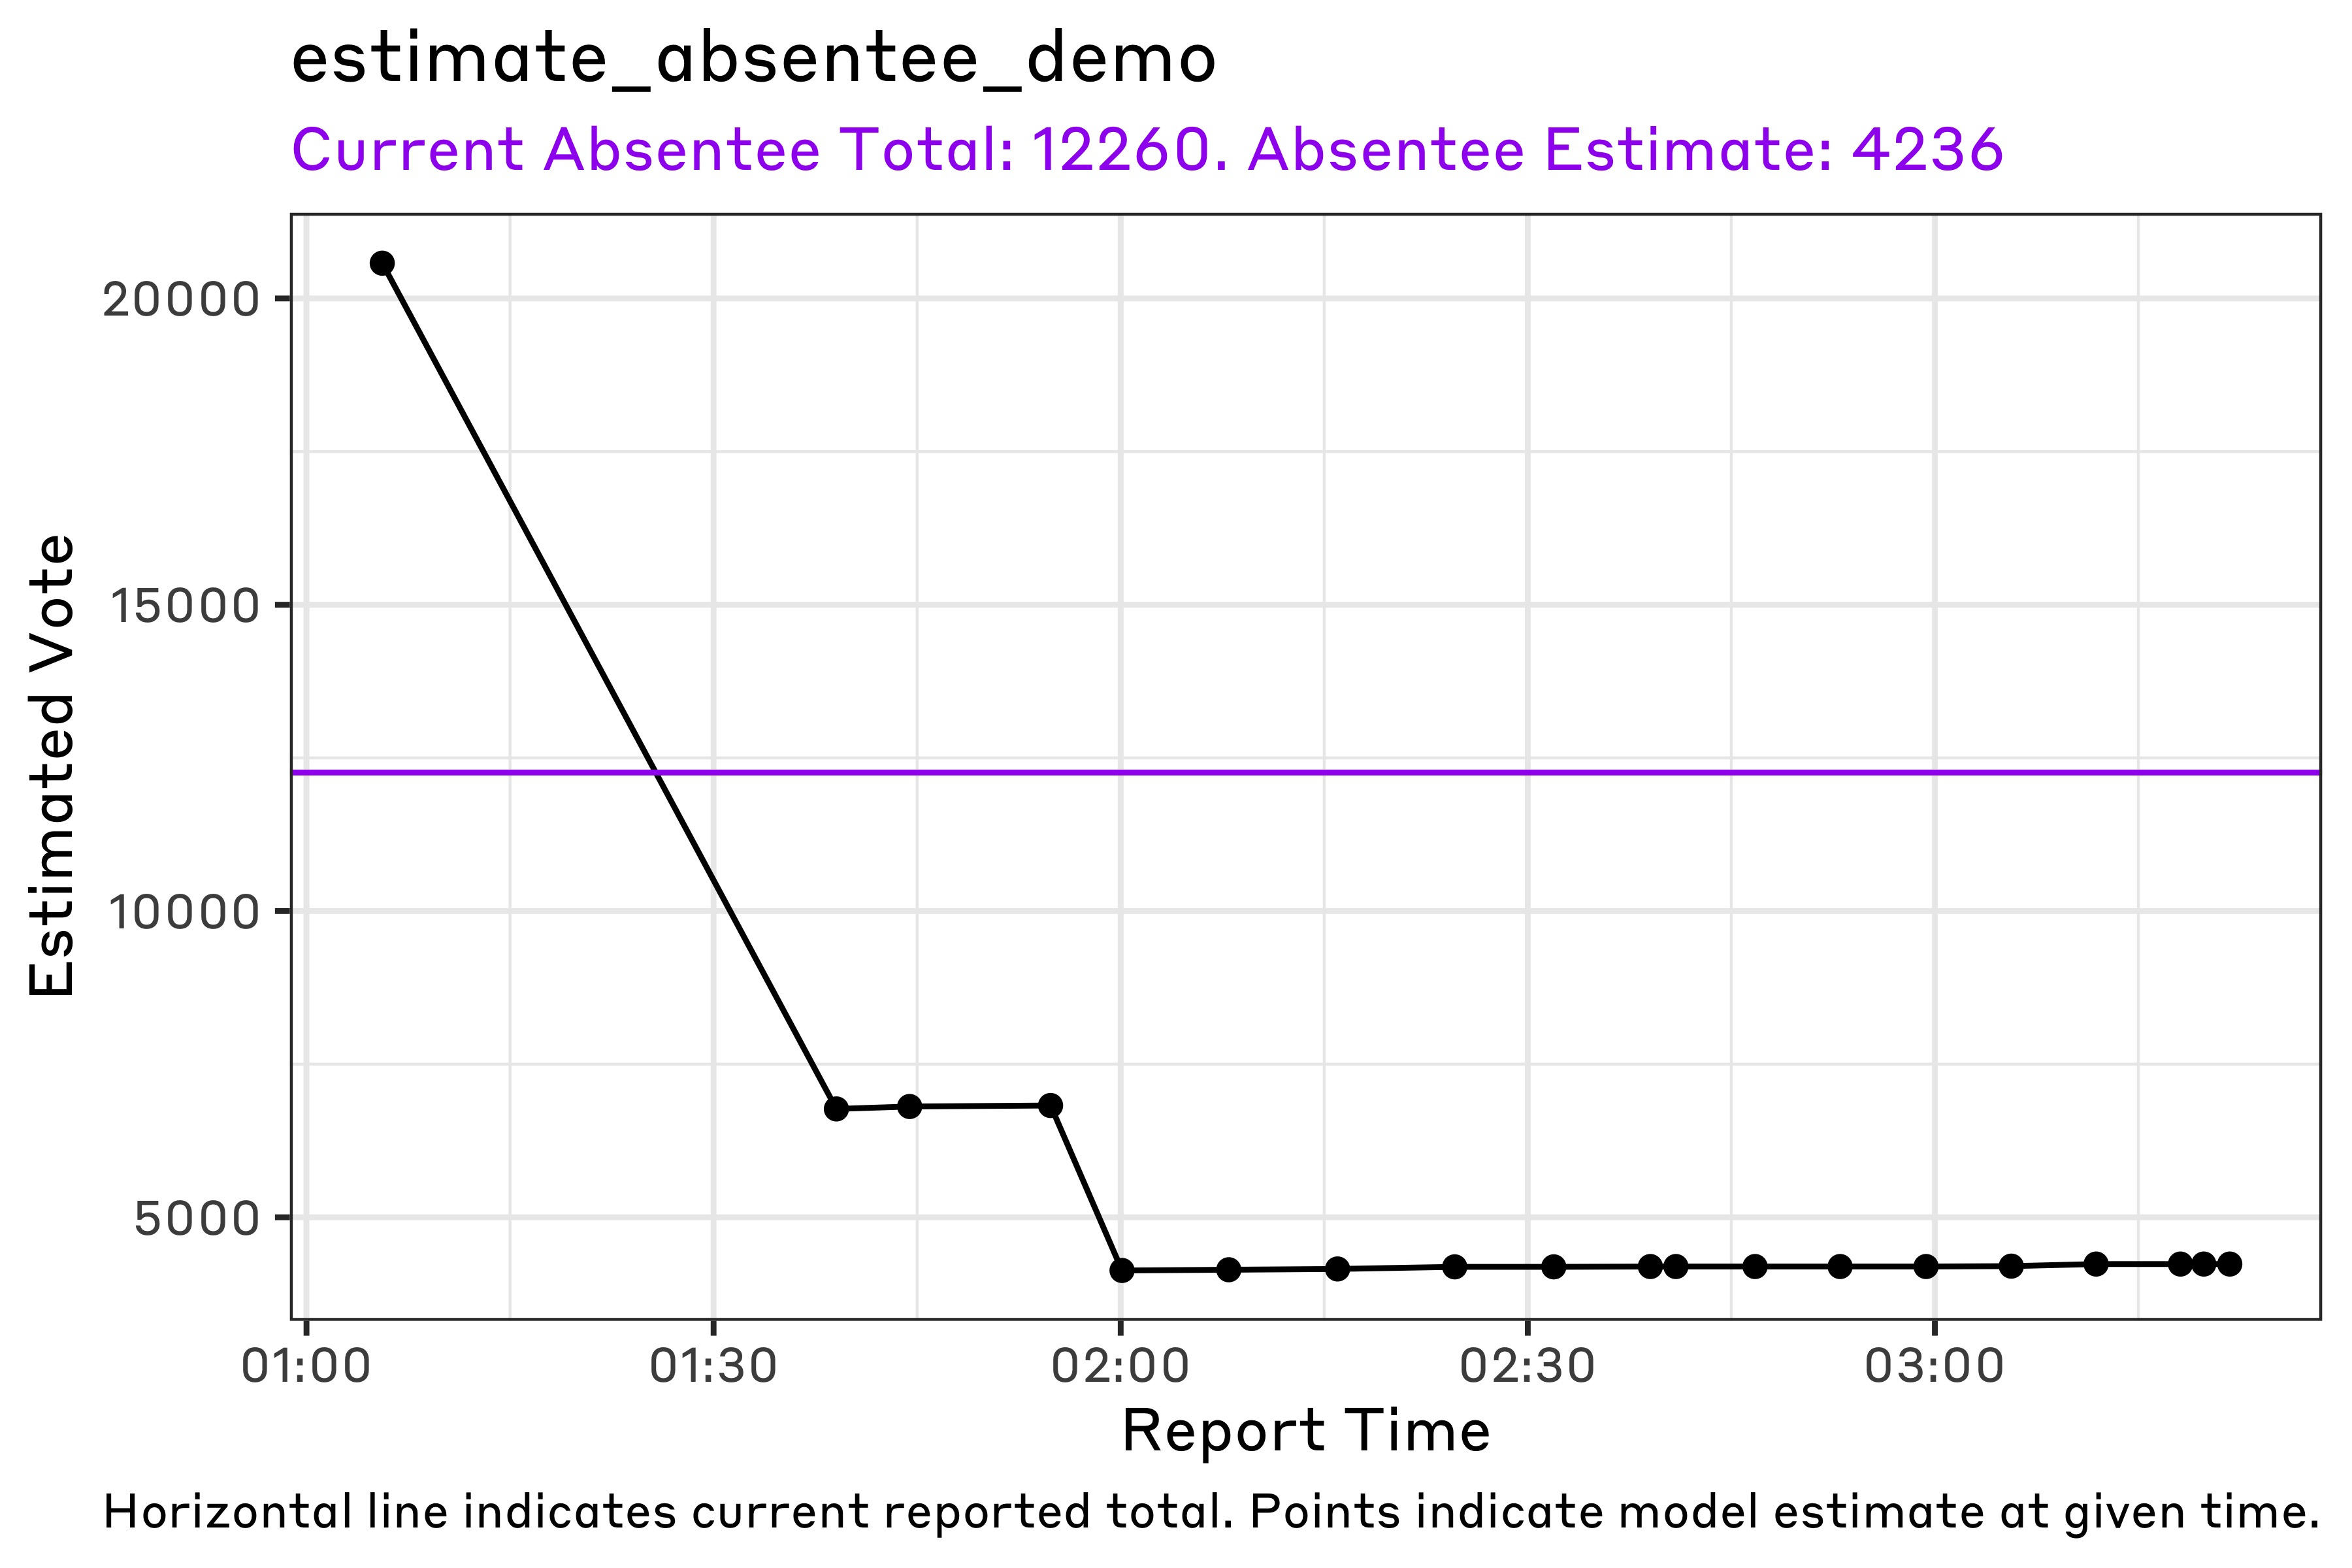 estimate_absentee_demo
Current Absentee Total: 12260. Absentee Estimate: 4236
Estimated Vote
20000
15000
10000
5000
01:00 01:30 02:00 02:30 03:00
Report Time
Horizontal line indicates current reported total. Points indicate model estimate at given time.